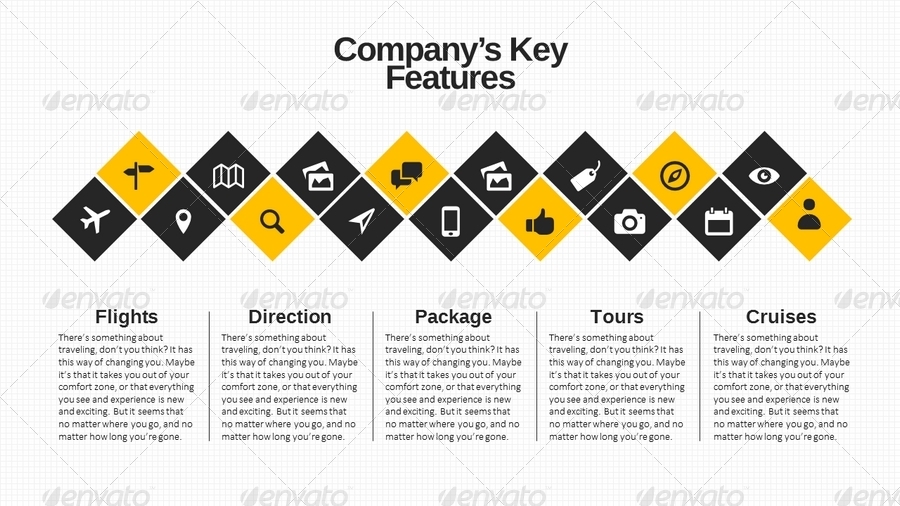 Company’s Key
Features
Flights
There’s something about
traveling, don’t you think? It has
this way of changing you. Maybe
it’s that it takes you out of your
comfort zone, or that everything
you see and experience is new
and exciting. But it seems that
no matter where you go, and no
matter how long you’re gone.
Direction
There’s something about
traveling, don’t you think? It has
this way of changing you. Maybe
it’s that it takes you out of your
comfort zone, or that everything
you see and experience is new
and exciting. But it seems that
no matter where you go, and no
matter how long you’re gone.
Package
There’s something about
traveling, don’t you think? It has
this way of changing you. Maybe
it’s that it takes you out of your
comfort zone, or that everything
you see and experience is new
and exciting. But it seems that
no matter where you go, and no
matter how long you’re gone.
Tours
There’s something about
traveling, don’t you think? It has
this way of changing you. Maybe
it’s that it takes you out of your
comfort zone, or that everything
you see and experience is new
and exciting. But it seems that
no matter where you go, and no
matter how long you’re gone.
Cruises
There’s something about
traveling, don’t you think? It has
this way of changing you. Maybe
it’s that it takes you out of your
comfort zone, or that everything
you see and experience is new
and exciting. But it seems that
no matter where you go, and no
matter how long you’re gone.
envato envato envato envato envato
envato envato envato envato envato
envato envato envato envato envato